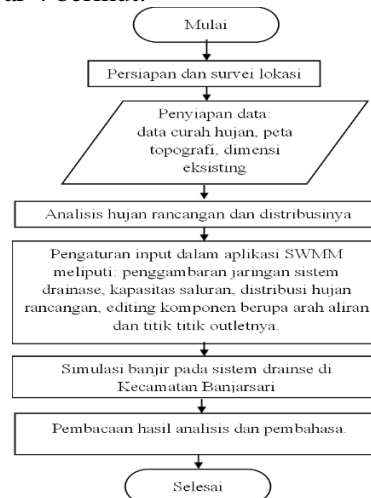 Mulai
Persiapan dan survei lokasi
Penyiapan data:
data curah hujan, peta
topografi, dimensi
eksisting
Analisis hujan rancangan dan distribusinya
Pengaturan input dalam aplikasi SWMM
meliputi: penggambaran jaringan sistem
drainase, kapasitas saluran, distribusi hujan
rancangan, editing komponen berupa arah aliran
dan titik titik outletnya.
Simulasi banjir pada sistem drainse di
Kecamatan Banjarsari
Pembacaan hasil analisis dan pembahasa.
Selesai